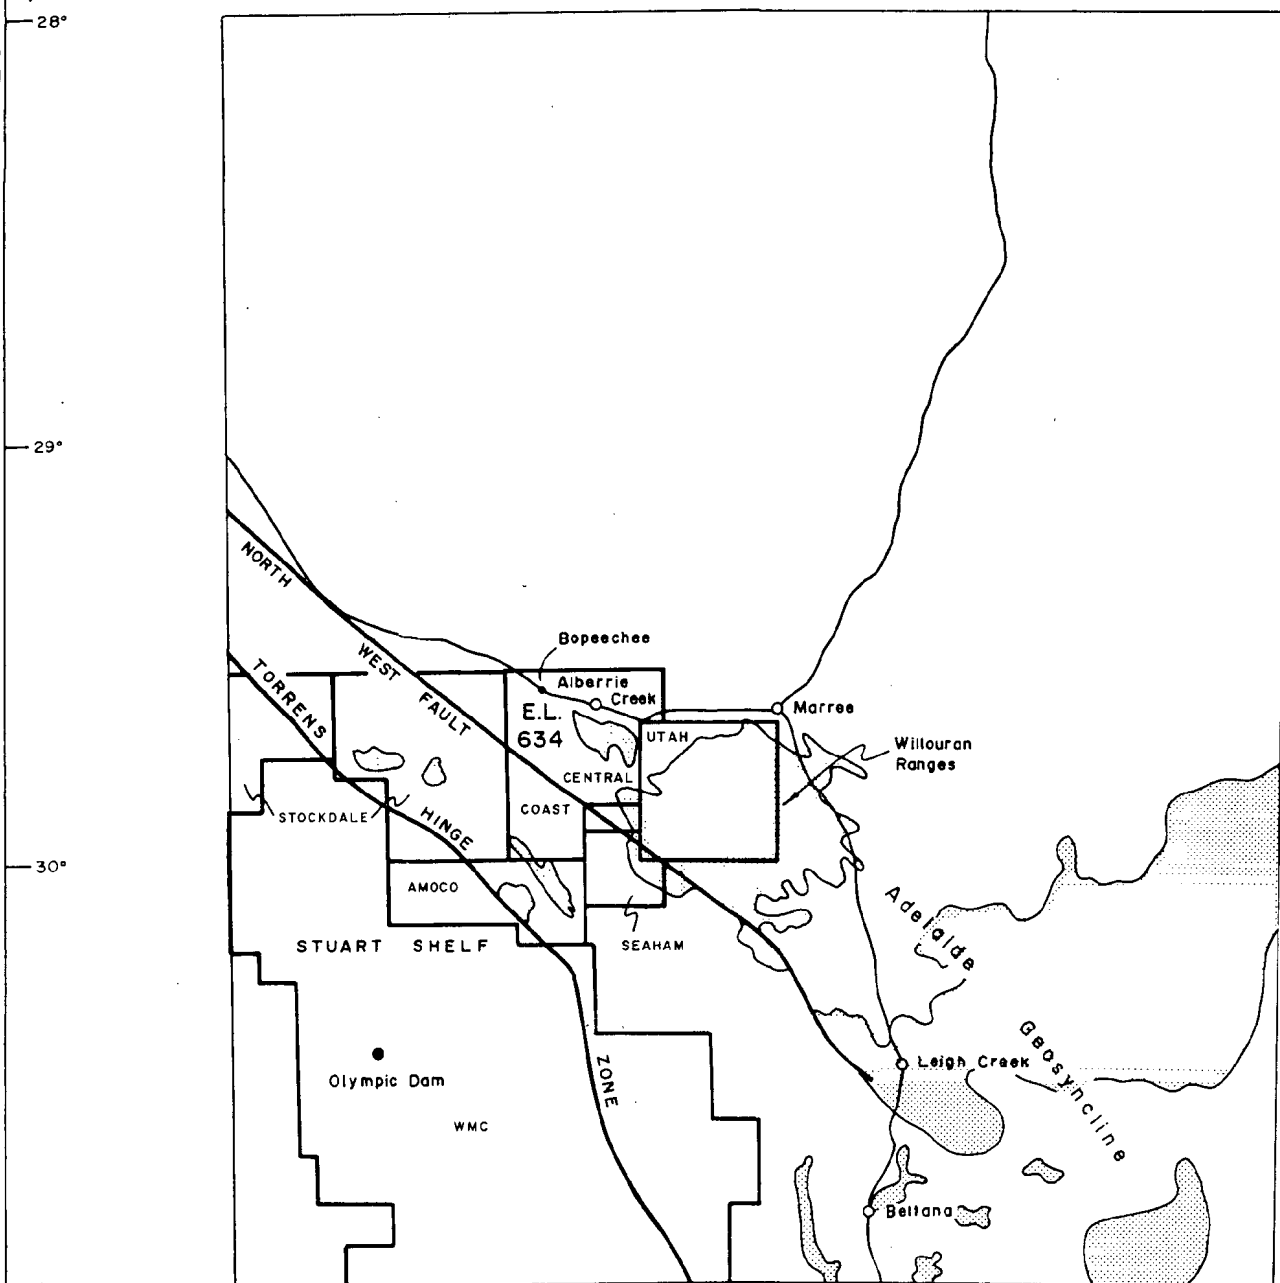 28°
29°
NORTH
WEST
FAULT
Bopeechee
Alberrie
Creek
TORRENS
E.L.
634
UTAH
Marree
Willouran
Ranges
CENTRAL
COAST
STOCKDALE
HINGE
30°
AMOCO
STUART SHELF
SEAHAM
Adelaide
Geosyncline
Olympic Dam
ZONE
Leigh Creek
WMC
Beltana